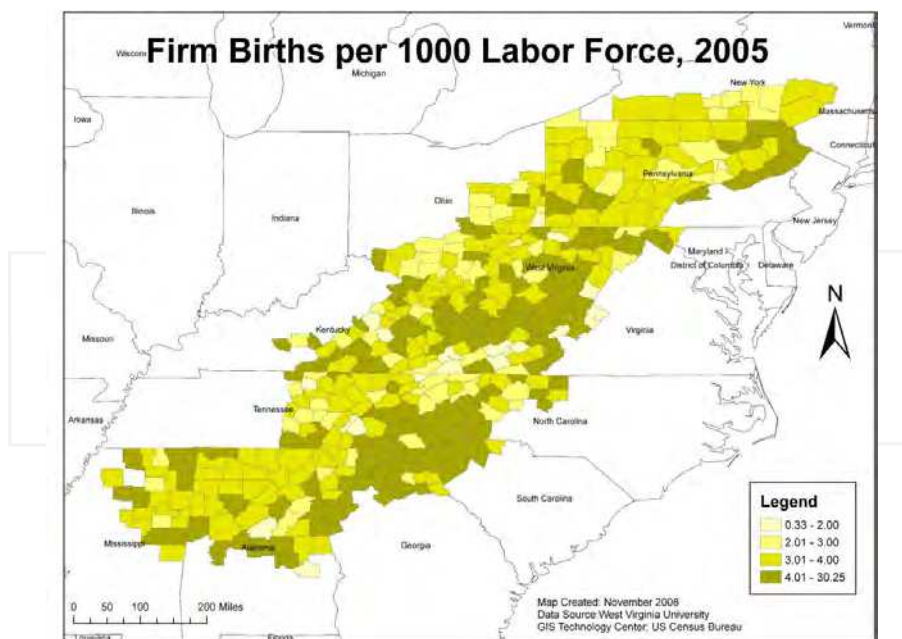 Firm Births per 1000 Labor Force, 2005
Vermont
Michigan
New York
Iowa
Massachusetts
Connecticut
Pennsylvania
Ohio
Illinois
Indiana
New Jersey
Maryland
West Virginia
District of Columbia
Delaware
N
Kentucky
Virginia
Missouri
Tennessee
Arkansas
North Carolina
South Carolina
Legend
0.33 - 2.00
2.01 - 3.00
3.01 - 4.00
4.01 - 30.25
Mississippi
Alabama
Georgia
0 50 100 200 Miles
Map Created: November 2008
Data Source:West Virginia University
GIS Technology Center; US Census Bureau